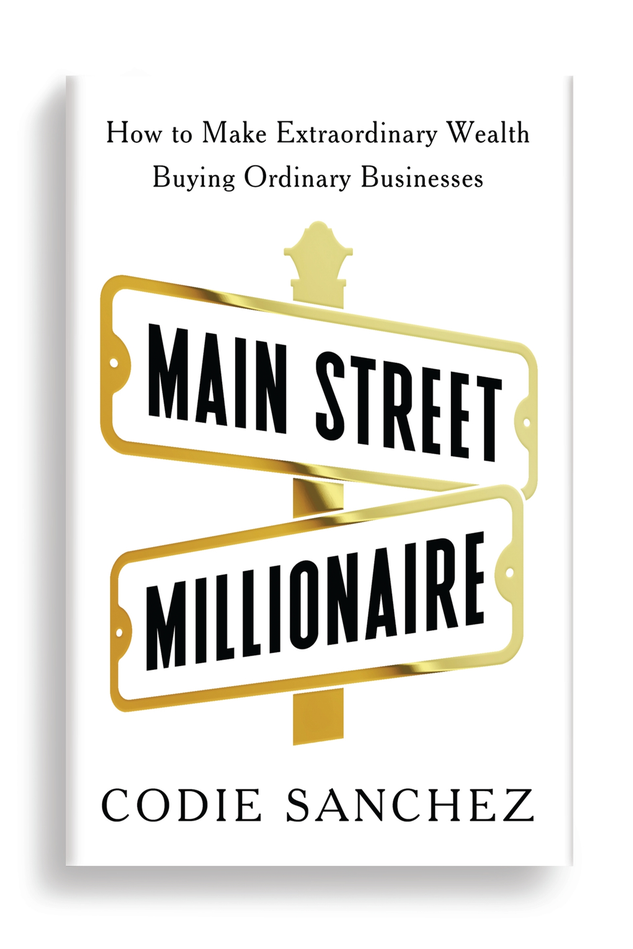 How to Make Extraordinary Wealth
Buying Ordinary Businesses
MAIN STREET
MILLIONAIRE
CODIE SANCHEZ